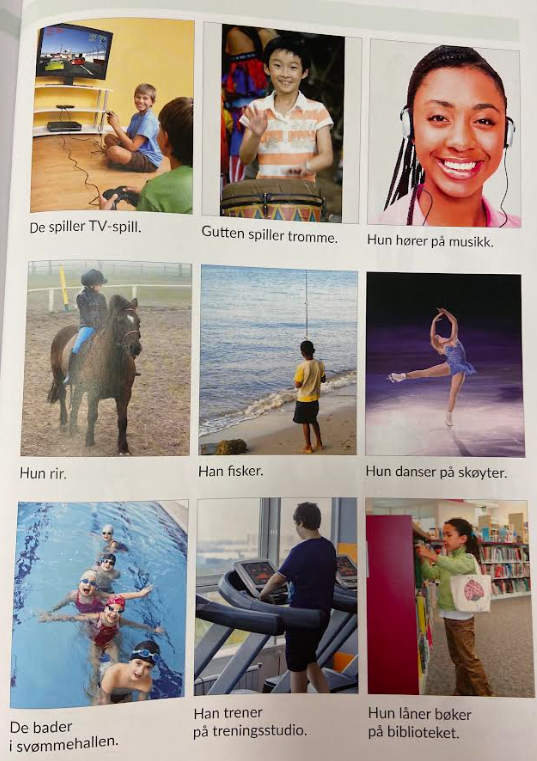 De spiller TV-spill.
Gutten spiller tromme.
Hun hører på musikk.
Hun rir.
Han fisker.
Hun danser på skøyter.
De bader
i svømmehallen.
Han trener
på treningsstudio.
Hun låner bøker
på biblioteket.